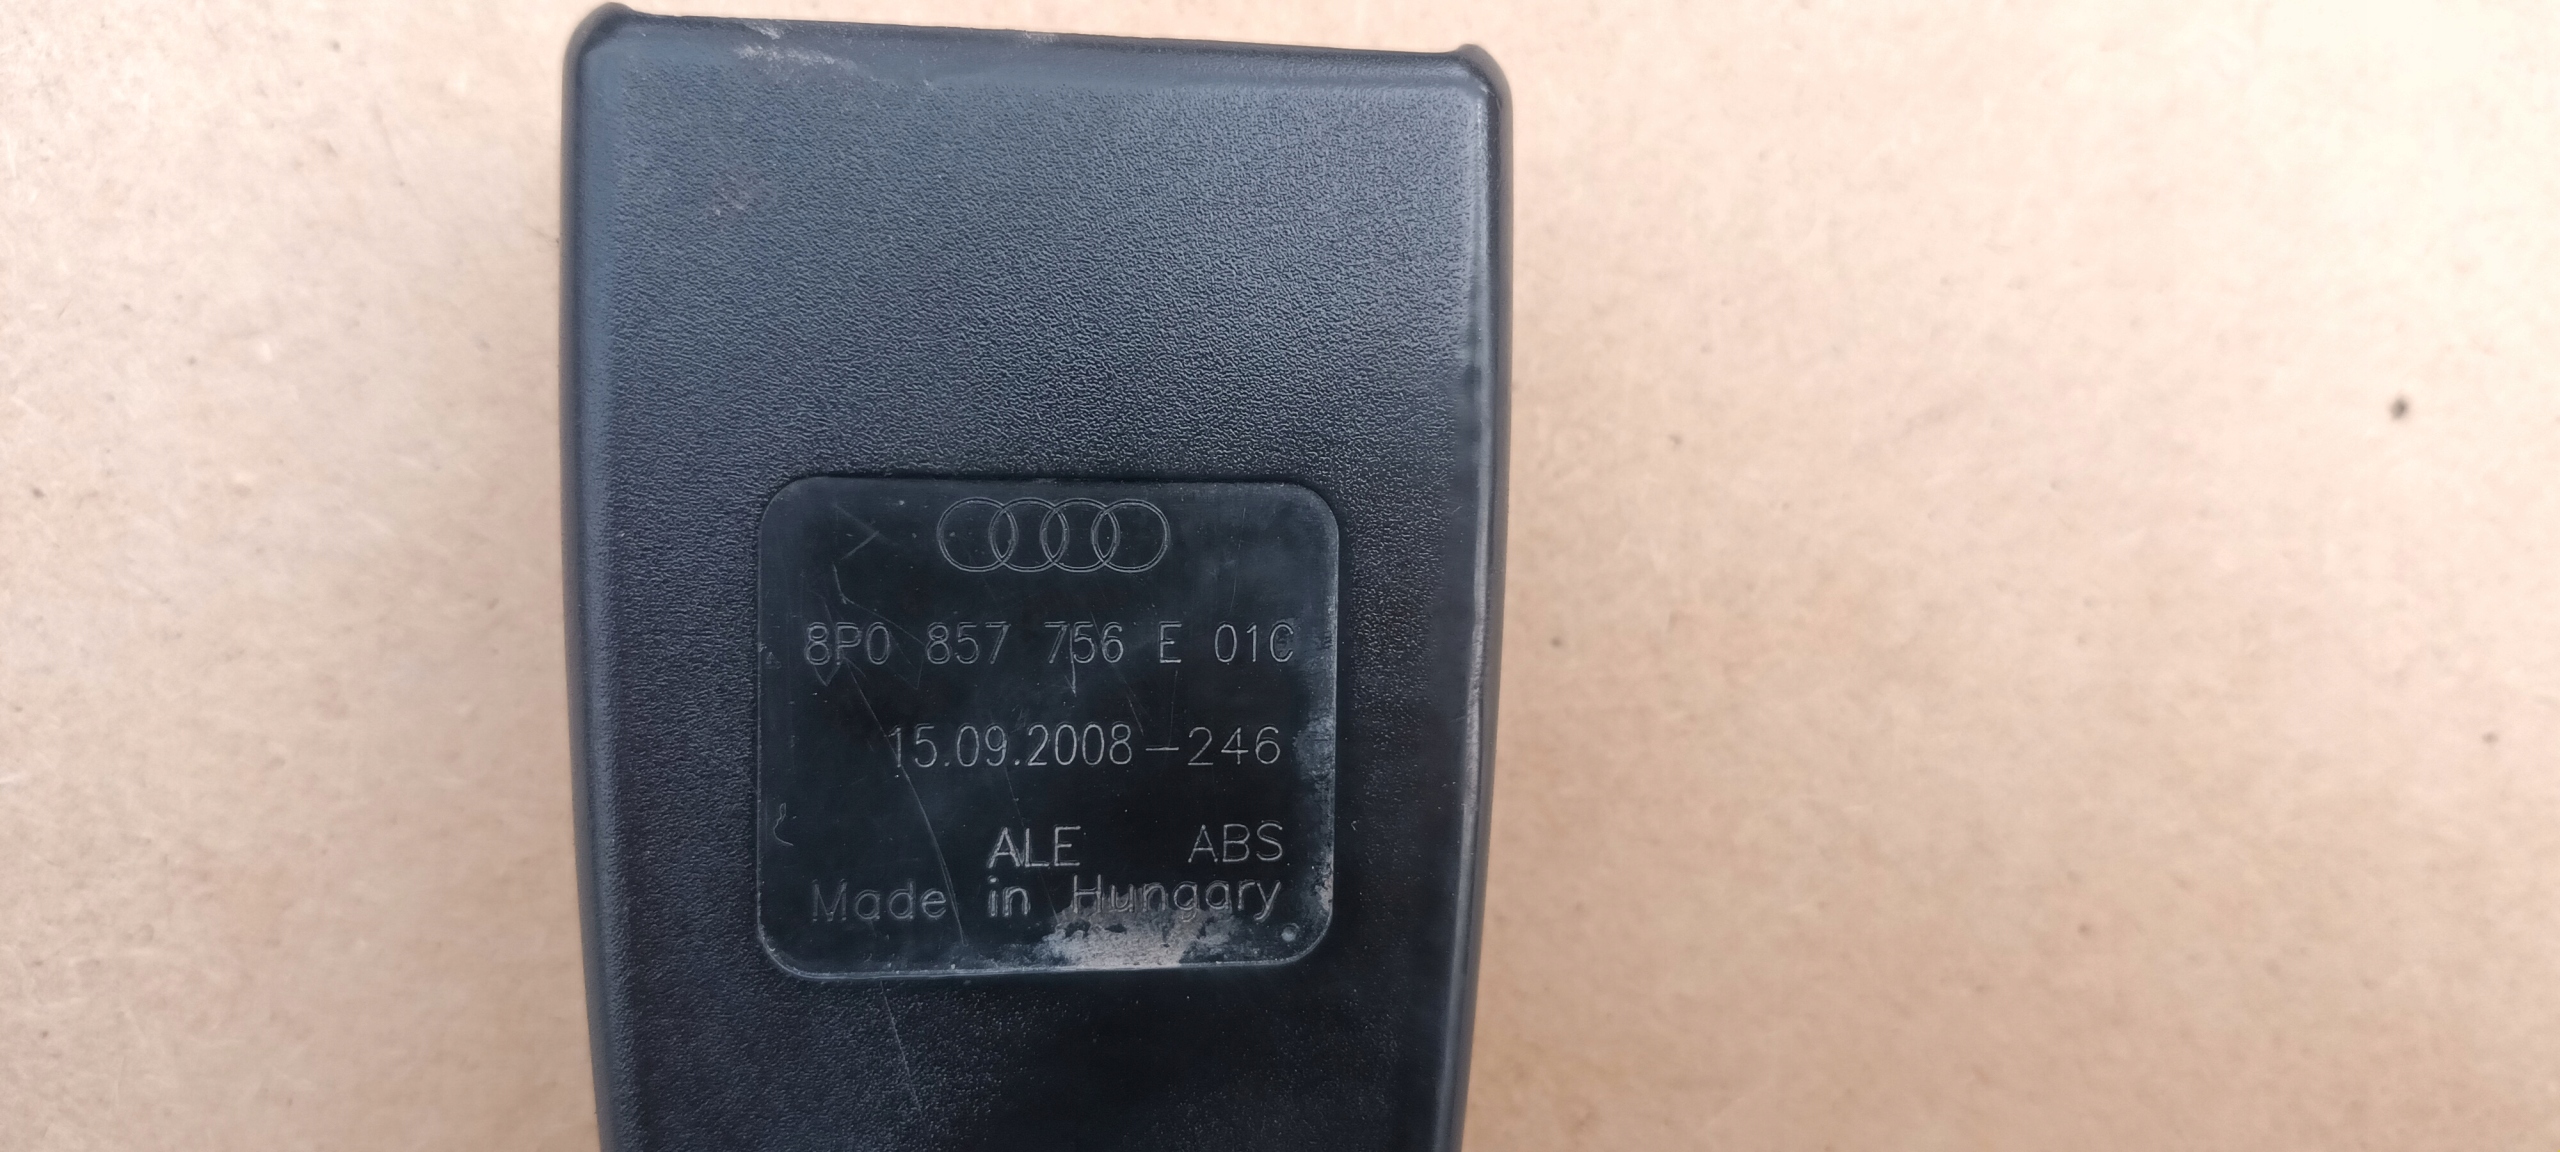 8P0 857 756 E 01C
15.09.2008-246
ALE ABS
Made in Hungary